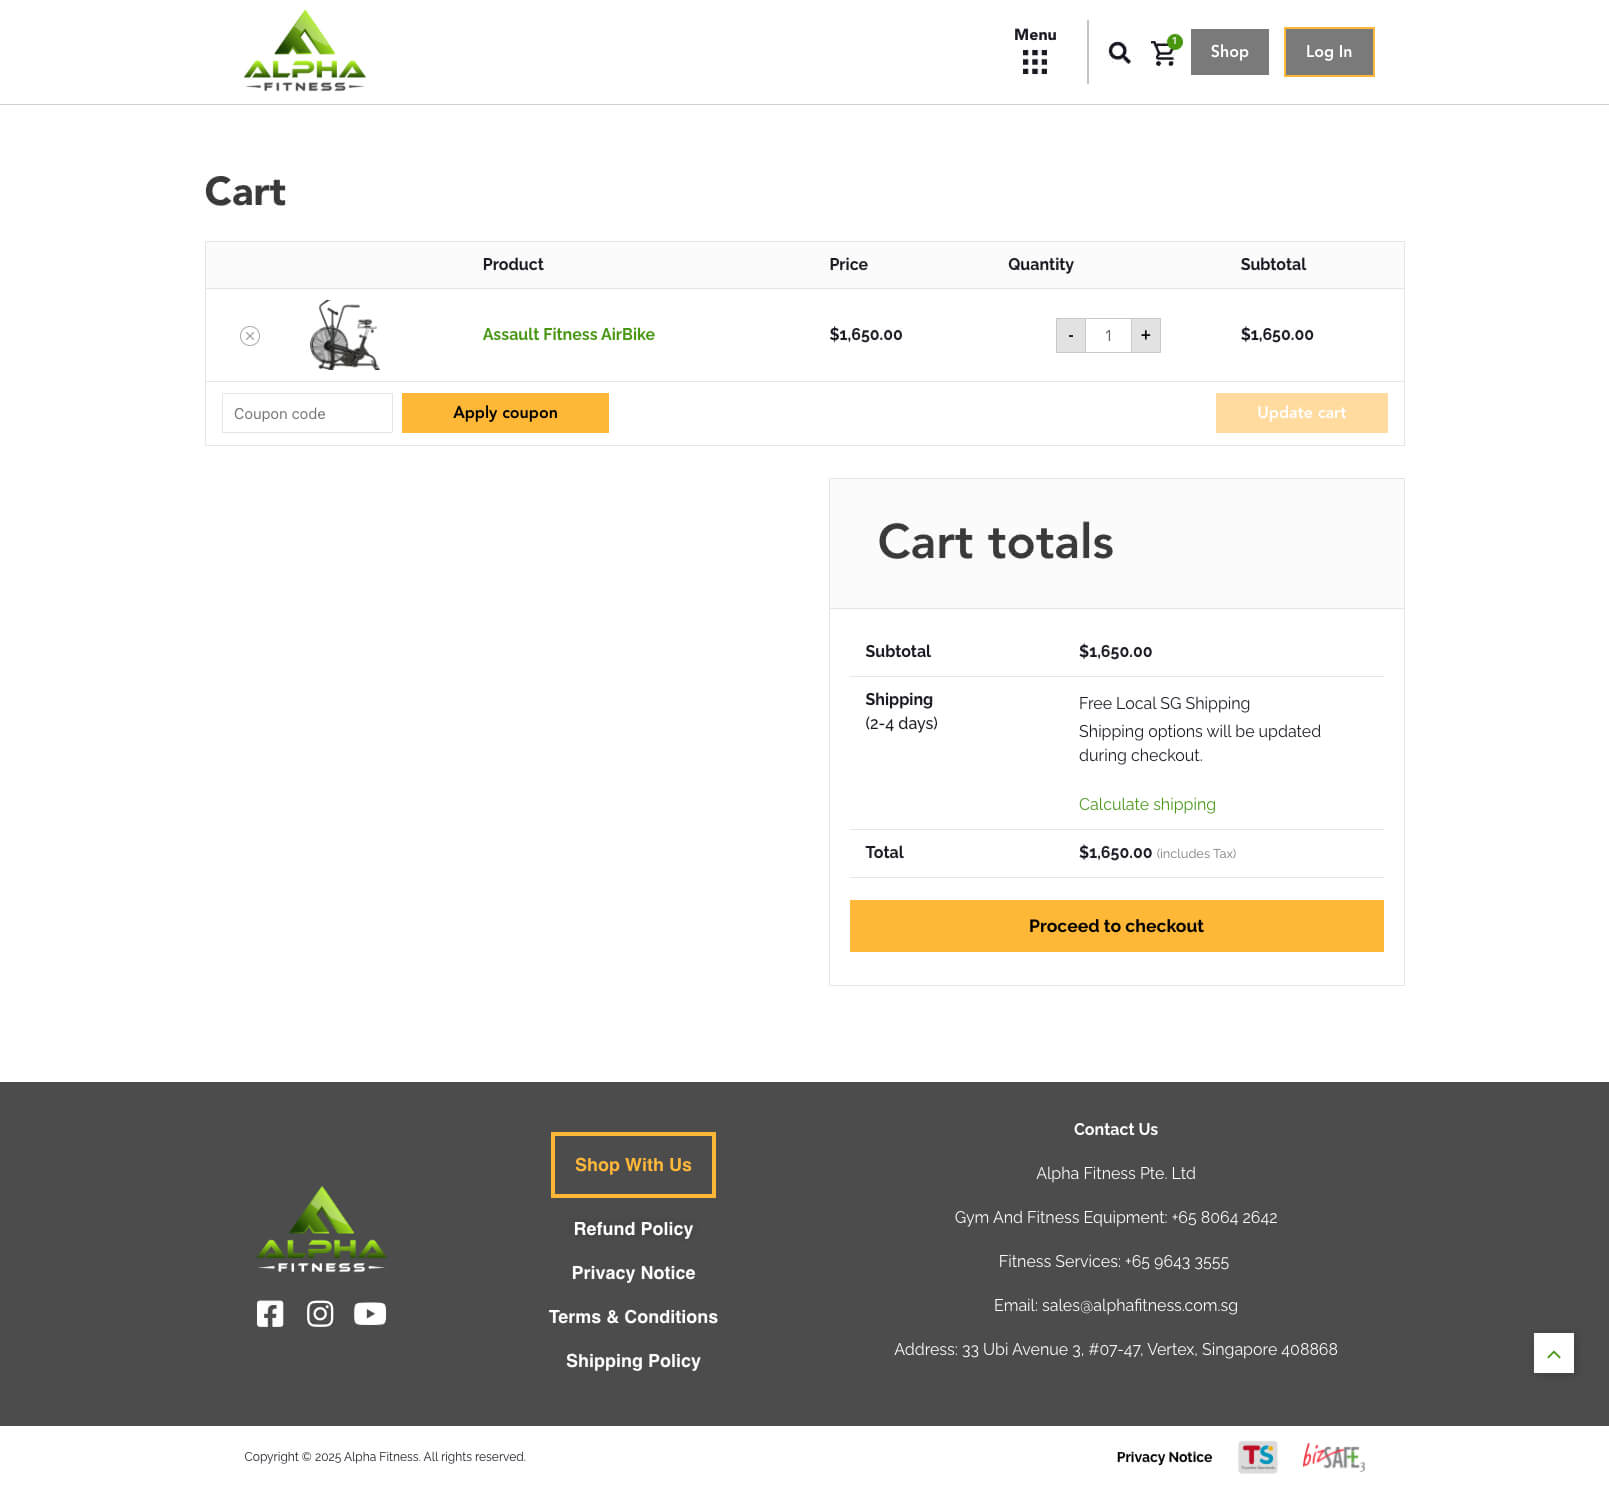 ALPHA
FITNESS
Menu
1
Shop
Log In
Cart
Product Price Quantity Subtotal
Assault Fitness AirBike $1,650.00 - 1 + $1,650.00
Coupon code Apply coupon Update cart
Cart totals
Subtotal $1,650.00
Shipping Free Local SG Shipping
(2-4 days) Shipping options will be updated
during checkout.
Calculate shipping
Total $1,650.00 (includes Tax)
Proceed to checkout
ALPHA
FITNESS
Shop With Us
Refund Policy
Privacy Notice
Terms & Conditions
Shipping Policy
Contact Us
Alpha Fitness Pte. Ltd
Gym And Fitness Equipment: +65 8064 2642
Fitness Services: +65 9643 3555
Email: sales@alphafitness.com.sg
Address: 33 Ubi Avenue 3, #07-47, Vertex, Singapore 408868
Copyright © 2025 Alpha Fitness. All rights reserved.
Privacy Notice
TS
bizSAFE3